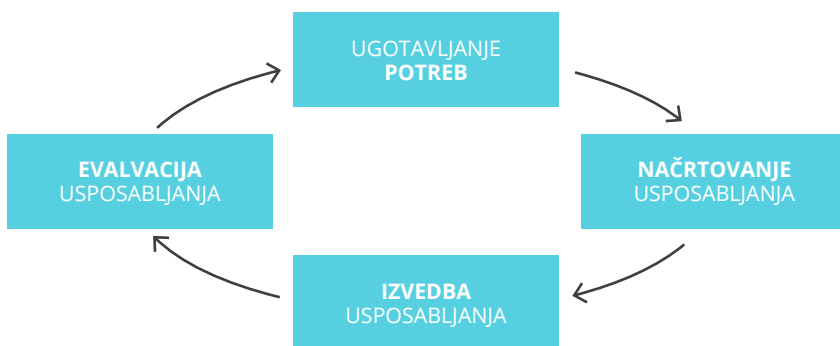 UGOTAVLJANJE
POTREB
NAČRTOVANJE
USPOSABLJANJA
IZVEDBA
USPOSABLJANJA
EVALVACIJA
USPOSABLJANJA